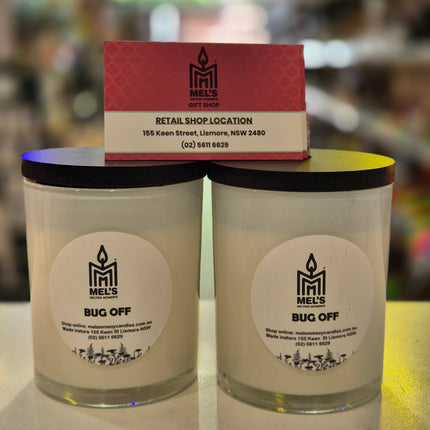 MEL'S
MELTING MOMENTS
GIFT SHOP
RETAIL SHOP LOCATION
155 Keen Street, Lismore, NSW 2480
(02) 5611 6629
MEL'S
MELTING MOMENTS
BUG OFF
Shop online: melsmmsoycandles.com.au
Made instore 155 Keen St Lismore NSW
(02) 5611 6629
MEL'S
MELTING MOMENTS
BUG OFF
Shop online: melsmmsoycandles.com.au
Made instore 155 Keen St Lismore NSW
(02) 5611 6629